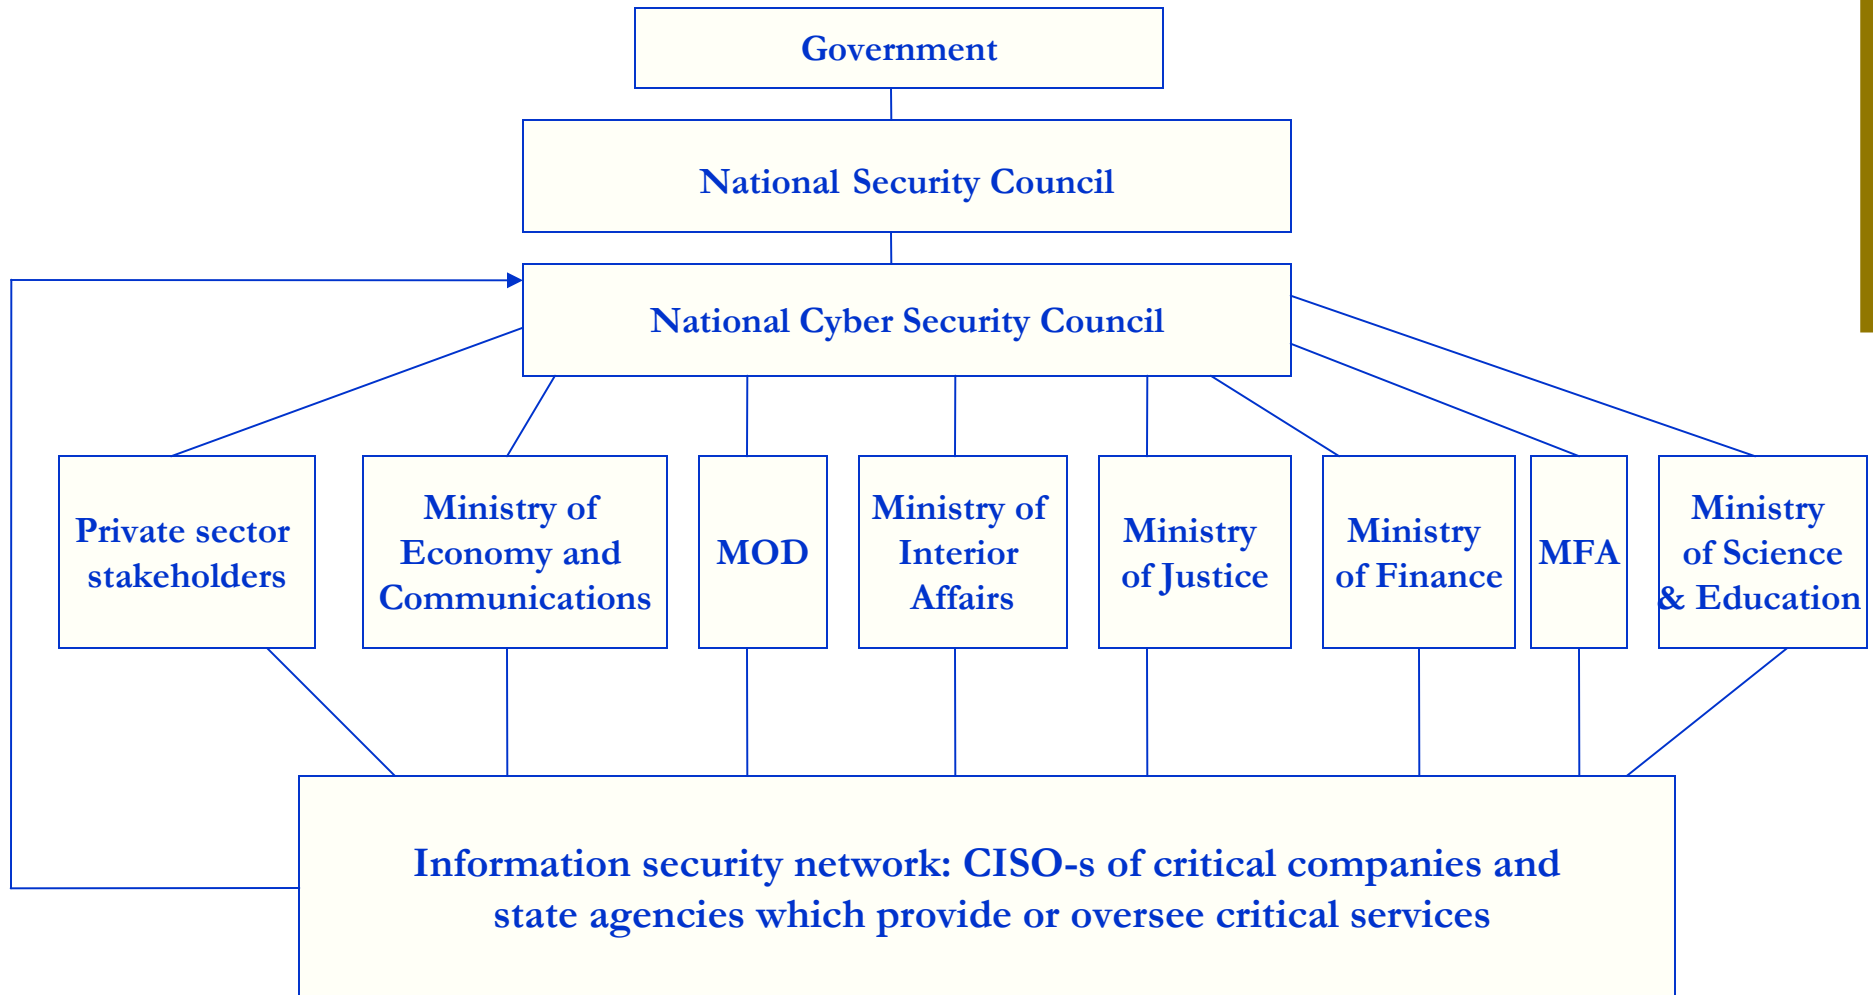 Government
National Security Council
National Cyber Security Council
Private sector
stakeholders
Ministry of
Economy and
Communications
MOD
Ministry of
Interior
Affairs
Ministry
of Justice
Ministry
of Finance
MFA
Ministry
of Science
& Education
Information security network: CISO-s of critical companies and
state agencies which provide or oversee critical services